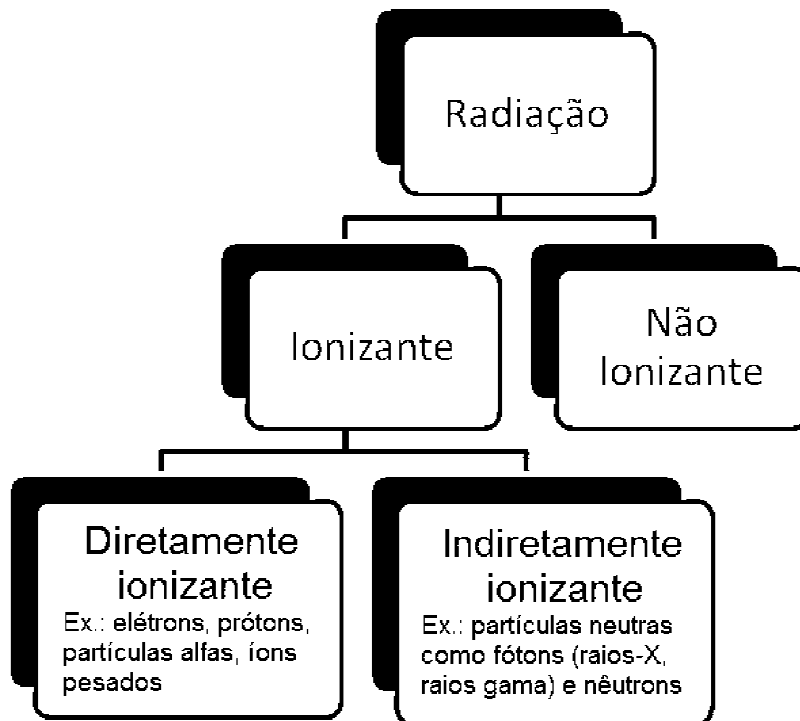 Radiação
Ionizante
Não
Ionizante
Diretamente
ionizante
Ex.: elétrons, prótons,
partículas alfas, íons
pesados
Indiretamente
ionizante
Ex.: partículas neutras
como fótons (raios-X,
raios gama) e nêutrons